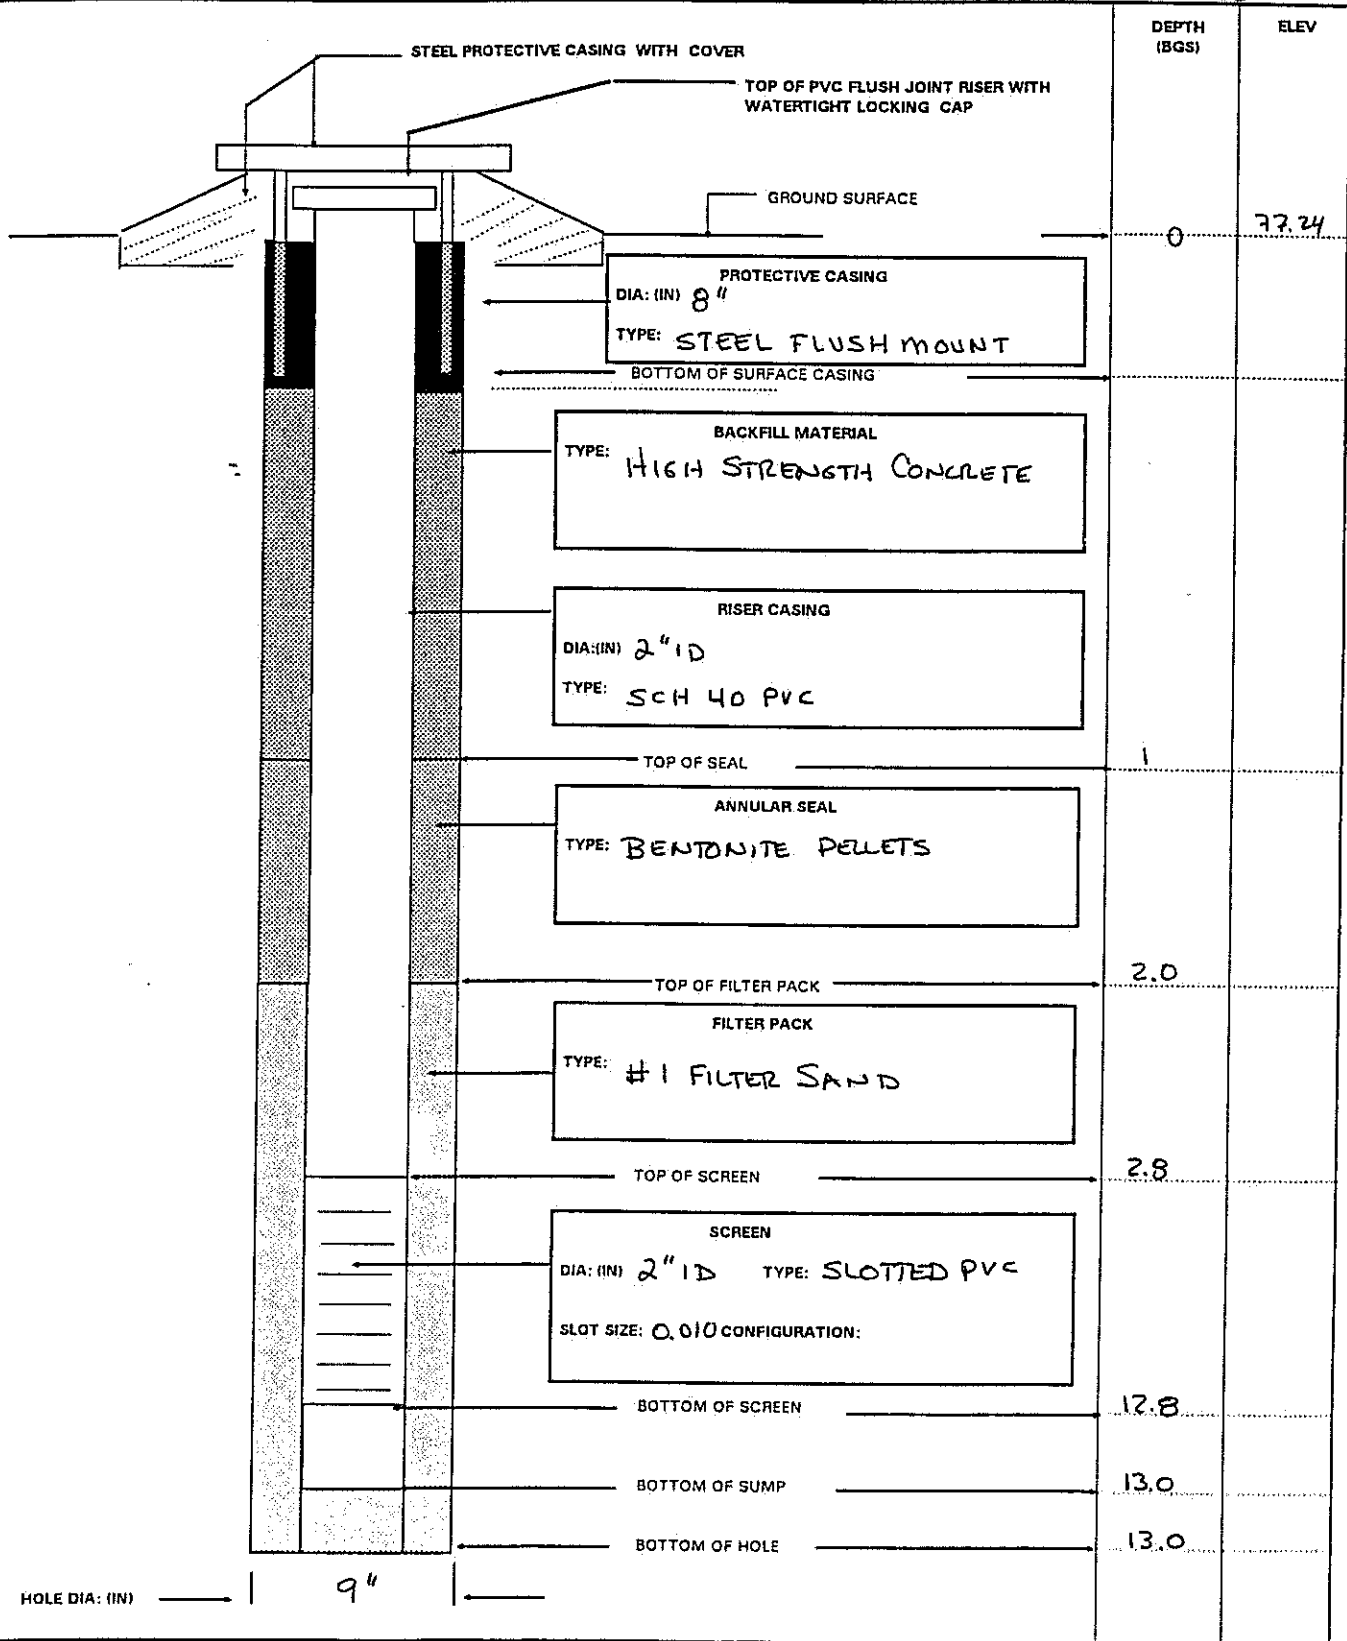 DEPTH
(BGS)
ELEV
STEEL PROTECTIVE CASING WITH COVER
TOP OF PVC FLUSH JOINT RISER WITH
WATERTIGHT LOCKING CAP
GROUND SURFACE
0
77.24
PROTECTIVE CASING
DIA: (IN) 8"
TYPE: STEEL FLUSH MOUNT
BOTTOM OF SURFACE CASING
BACKFILL MATERIAL
TYPE: HIGH STRENGTH CONCRETE
RISER CASING
DIA:(IN) 2" ID
TYPE: SCH 40 PVC
TOP OF SEAL
1
ANNULAR SEAL
TYPE: BENTONITE PELLETS
TOP OF FILTER PACK
2.0
FILTER PACK
TYPE: #1 FILTER SAND
TOP OF SCREEN
2.8
SCREEN
DIA: (IN) 2" ID TYPE: SLOTTED PVC
SLOT SIZE: 0.010 CONFIGURATION:
BOTTOM OF SCREEN
12.8
BOTTOM OF SUMP
13.0
BOTTOM OF HOLE
13.0
HOLE DIA: (IN) 9"